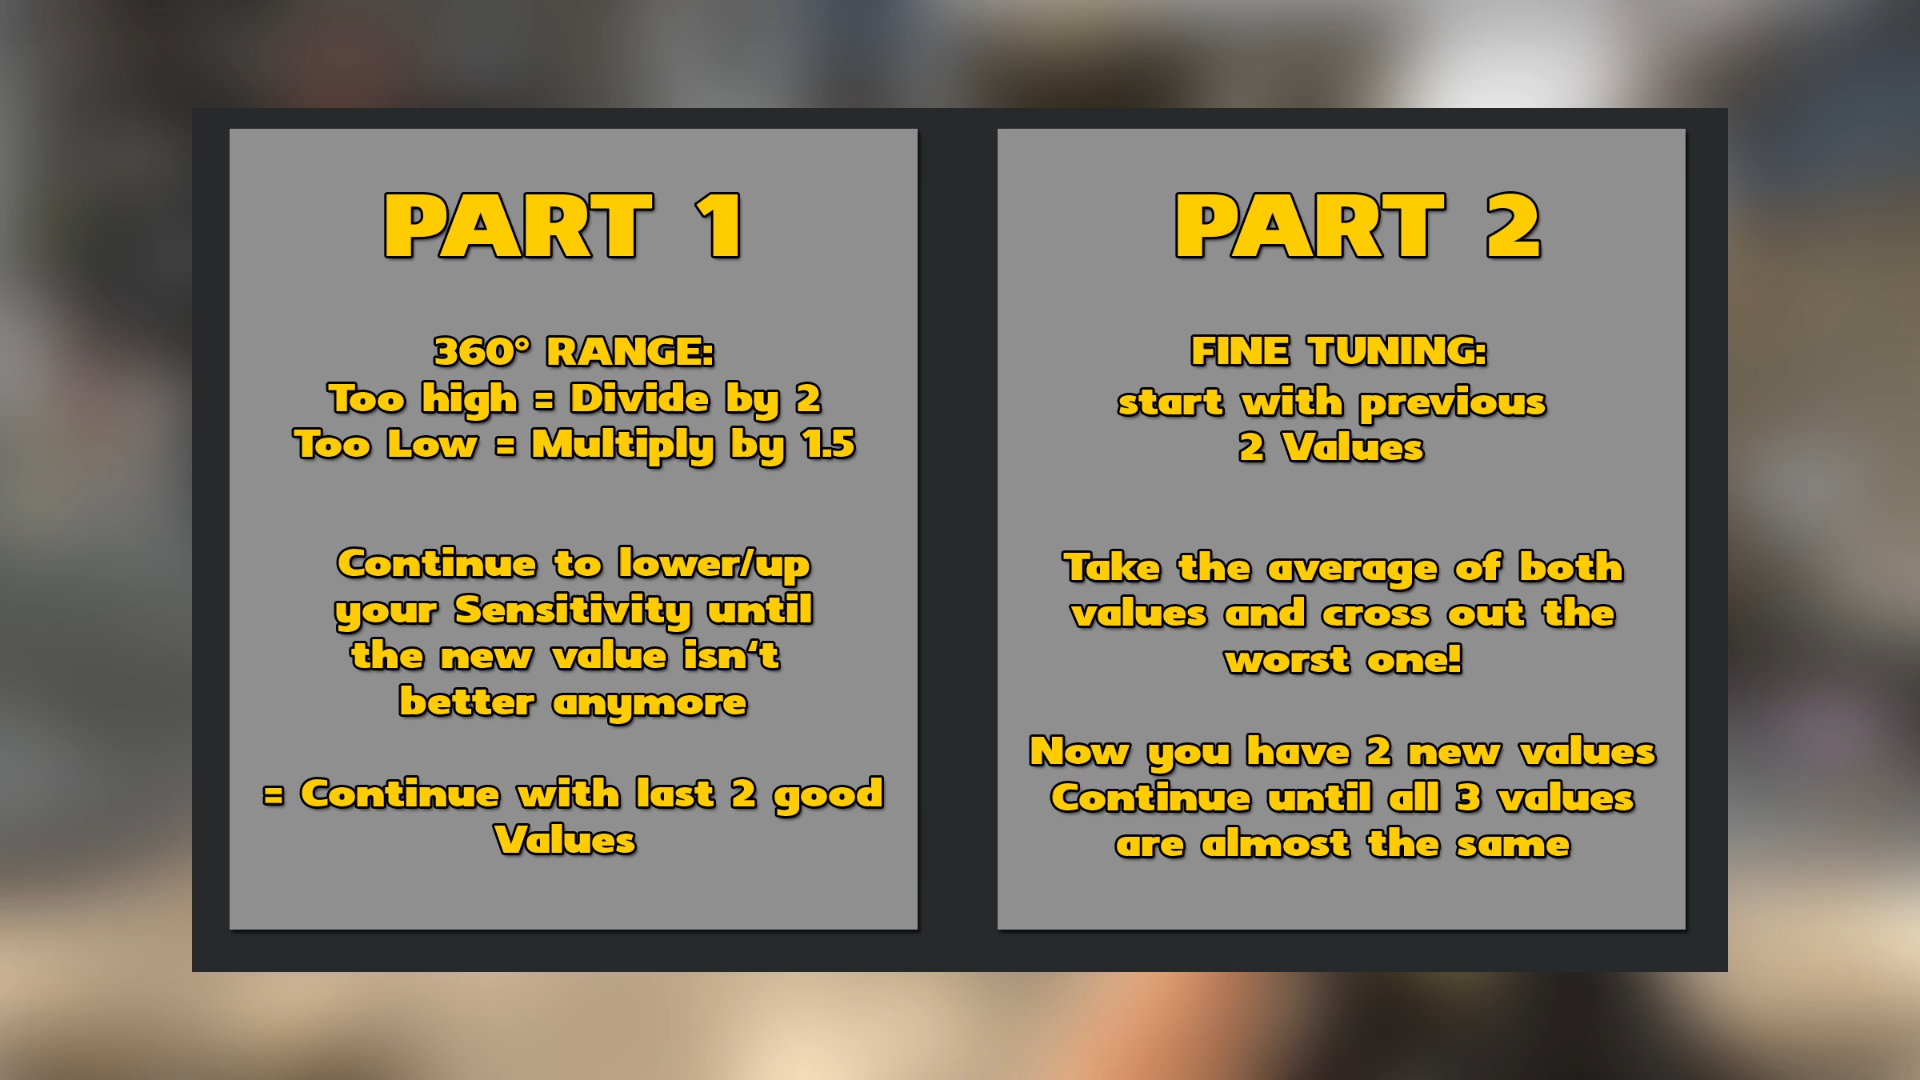 PART 1
360° RANGE:
Too high = Divide by 2
Too Low = Multiply by 1.5
Continue to lower/up
your Sensitivity until
the new value isn‘t
better anymore
= Continue with last 2 good
Values
PART 2
FINE TUNING:
start with previous
2 Values
Take the average of both
values and cross out the
worst one!
Now you have 2 new values
Continue until all 3 values
are almost the same